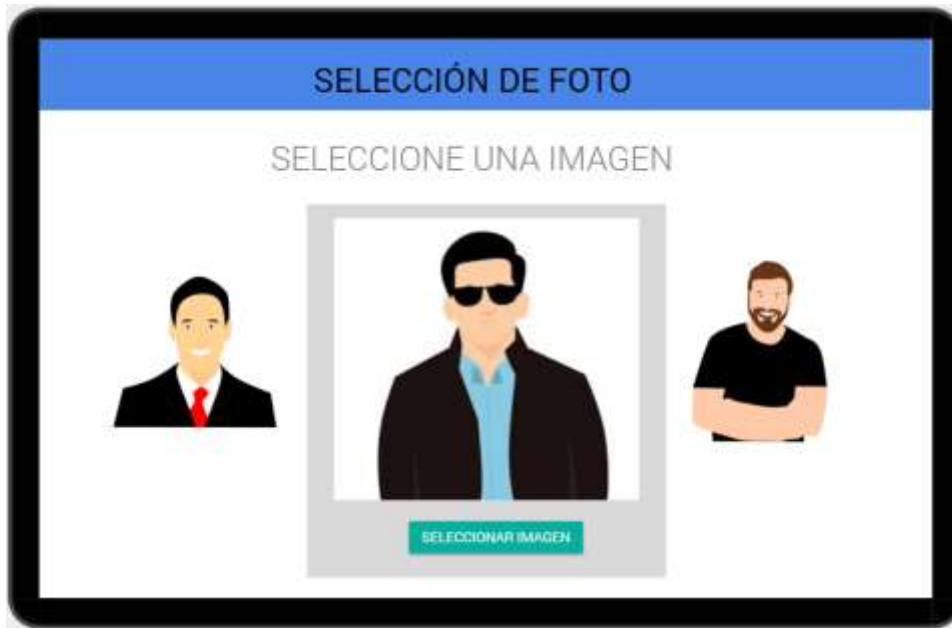 SELECCIÓN DE FOTO
SELECCIONE UNA IMAGEN
SELECCIONAR IMAGEN